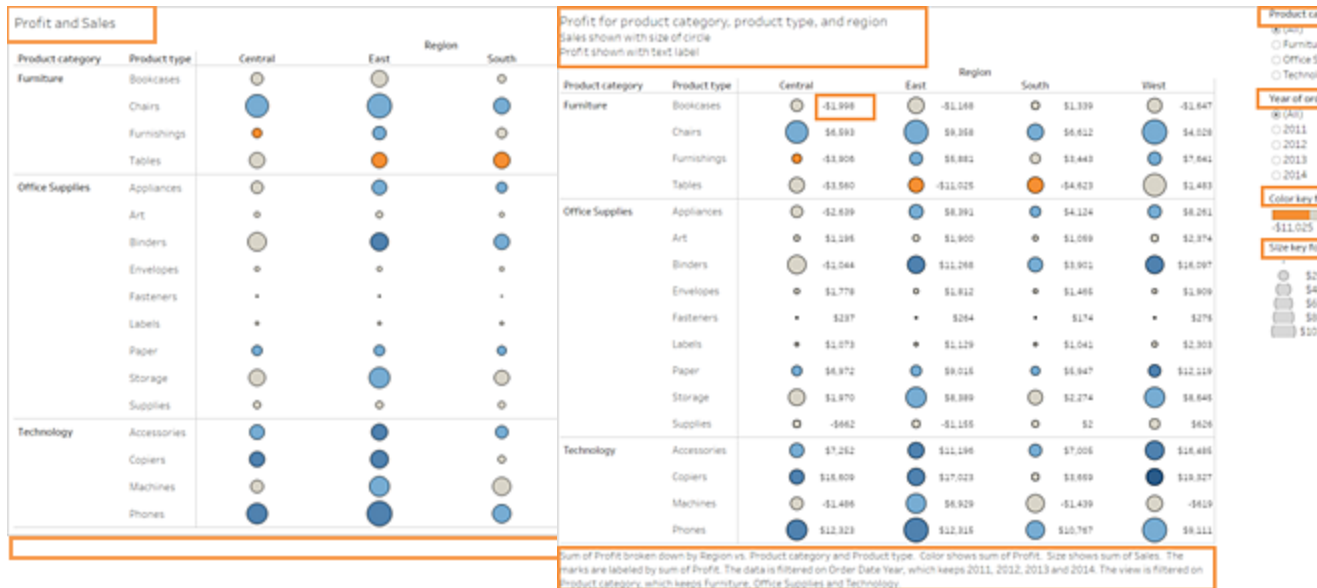 Profit and Sales
Region
Product category Product type Central East South
Furniture Bookcases
Chairs
Furnishings
Tables
Office Supplies Appliances
Art
Binders
Envelopes
Fasteners
Labels
Paper
Storage
Supplies
Technology Accessories
Copiers
Machines
Phones
Profit for product category, product type, and region
Sales shown with size of circle
Profit shown with text label
Region
Product category Product type Central East South West
Furniture Bookcases -$1,998 -$1,168 $1,339 -$1,647
Chairs $6,593 $9,358 $6,612 $4,028
Furnishings -$3,906 $5,881 $3,443 $7,641
Tables -$3,560 -$11,025 -$4,623 $1,483
Office Supplies Appliances -$2,639 $8,391 $4,124 $8,261
Art $1,195 $1,900 $1,059 $2,374
Binders -$1,044 $11,268 $3,901 $16,097
Envelopes $1,778 $1,812 $1,465 $1,909
Fasteners $237 $264 $174 $275
Labels $1,073 $1,129 $1,041 $2,303
Paper $6,972 $9,015 $5,947 $12,119
Storage $1,970 $8,389 $2,274 $8,645
Supplies -$662 -$1,155 $2 $626
Technology Accessories $7,252 $11,196 $7,005 $16,485
Copiers $15,609 $17,023 $3,659 $19,327
Machines -$1,486 $6,929 -$1,439 -$619
Phones $12,323 $12,315 $10,767 $9,111
Sum of Profit broken down by Region vs. Product category and Product type. Color shows sum of Profit. Size shows sum of Sales. The
marks are labeled by sum of Profit. The data is filtered on Order Date Year, which keeps 2011, 2012, 2013 and 2014. The view is filtered on
Product category, which keeps Furniture, Office Supplies and Technology.
Product ca
(All)
Furnitu
Office S
Technol
Year of ord
(All)
2011
2012
2013
2014
Color key f
-$11,025
Size key fo
$2
$4
$6
$8
$10